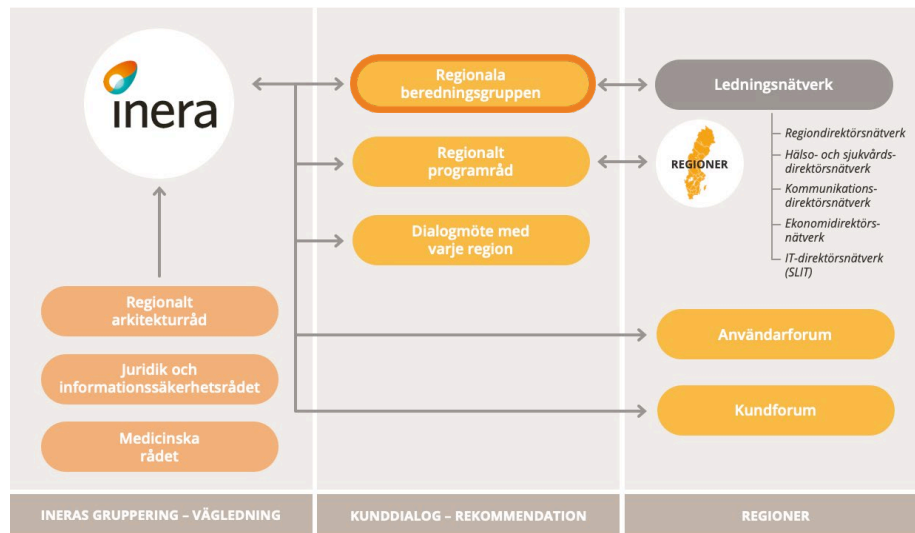 inera
Regionalt
arkitekturråd
Juridik och
informationssäkerhetsrådet
Medicinska
rådet
INERAS GRUPPERING – VÄGLEDNING
Regionala
beredningsgruppen
Regionalt
programråd
Dialogmöte med
varje region
KUNDDIALOG – REKOMMENDATION
Ledningsnätverk
REGIONER
Regiondirektörsnätverk
Hälso- och sjukvårds-
direktörsnätverk
Kommunikations-
direktörsnätverk
Ekonomidirektörs-
nätverk
IT-direktörsnätverk
(SLIT)
Användarforum
Kundforum
REGIONER